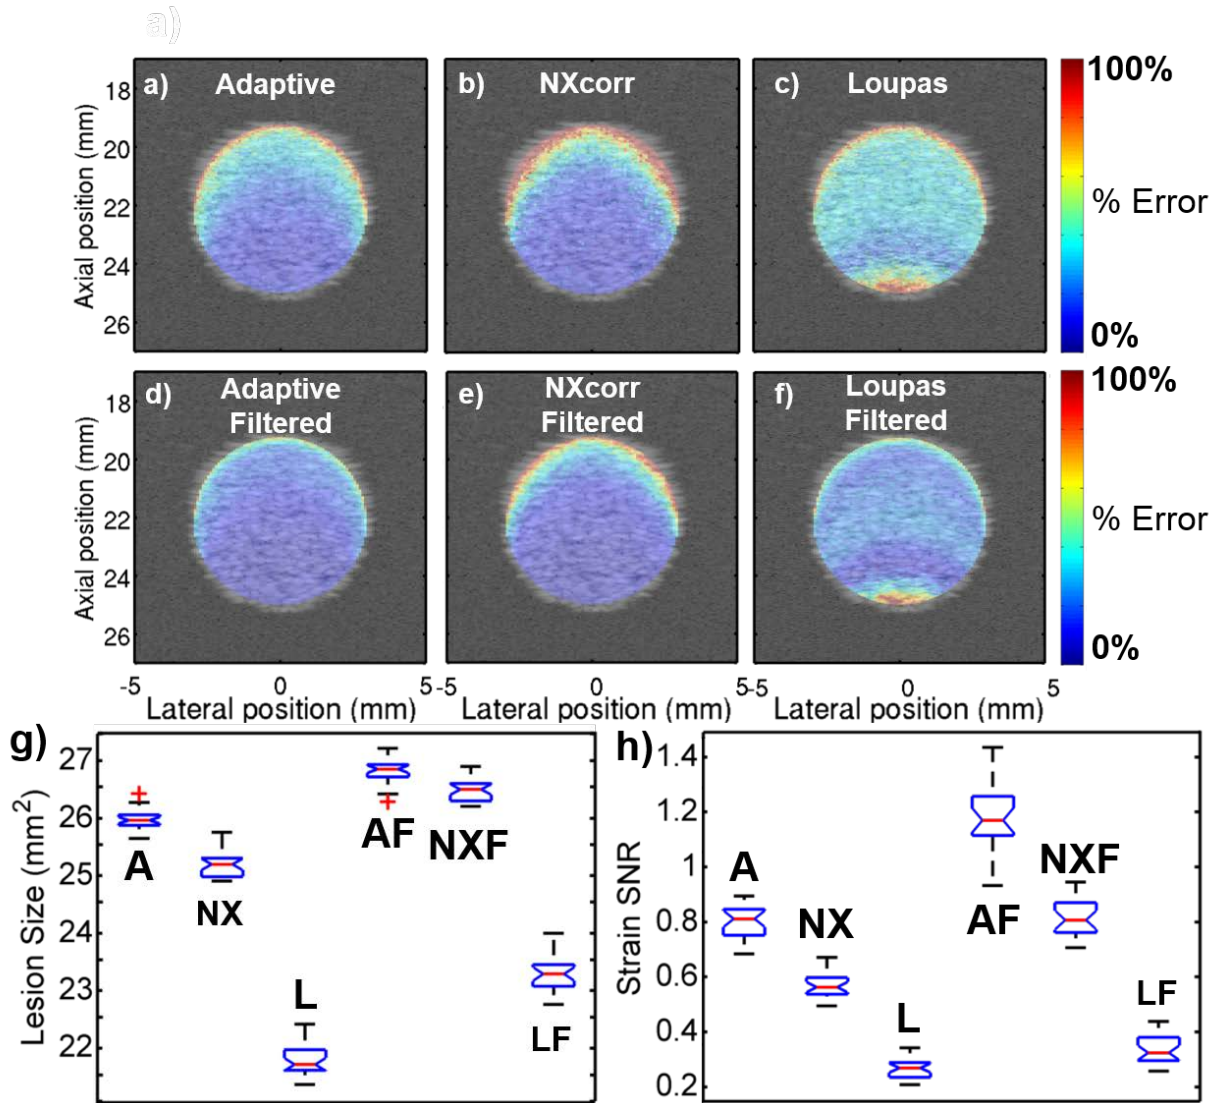 a)
a) Adaptive
b) NXcorr
c) Loupas
100%
% Error
0%
18
20
22
24
26
Axial position (mm)
d) Adaptive
Filtered
e) NXcorr
Filtered
f) Loupas
Filtered
100%
% Error
0%
18
20
22
24
26
Axial position (mm)
-5 0 5 -5 0 5 -5 0 5
Lateral position (mm) Lateral position (mm) Lateral position (mm)
g)
Lesion Size (mm²)
27
26
25
24
23
22
A
NX
L
AF
NXF
LF
h)
Strain SNR
1.4
1.2
1
0.8
0.6
0.4
0.2
A
NX
L
AF
NXF
LF